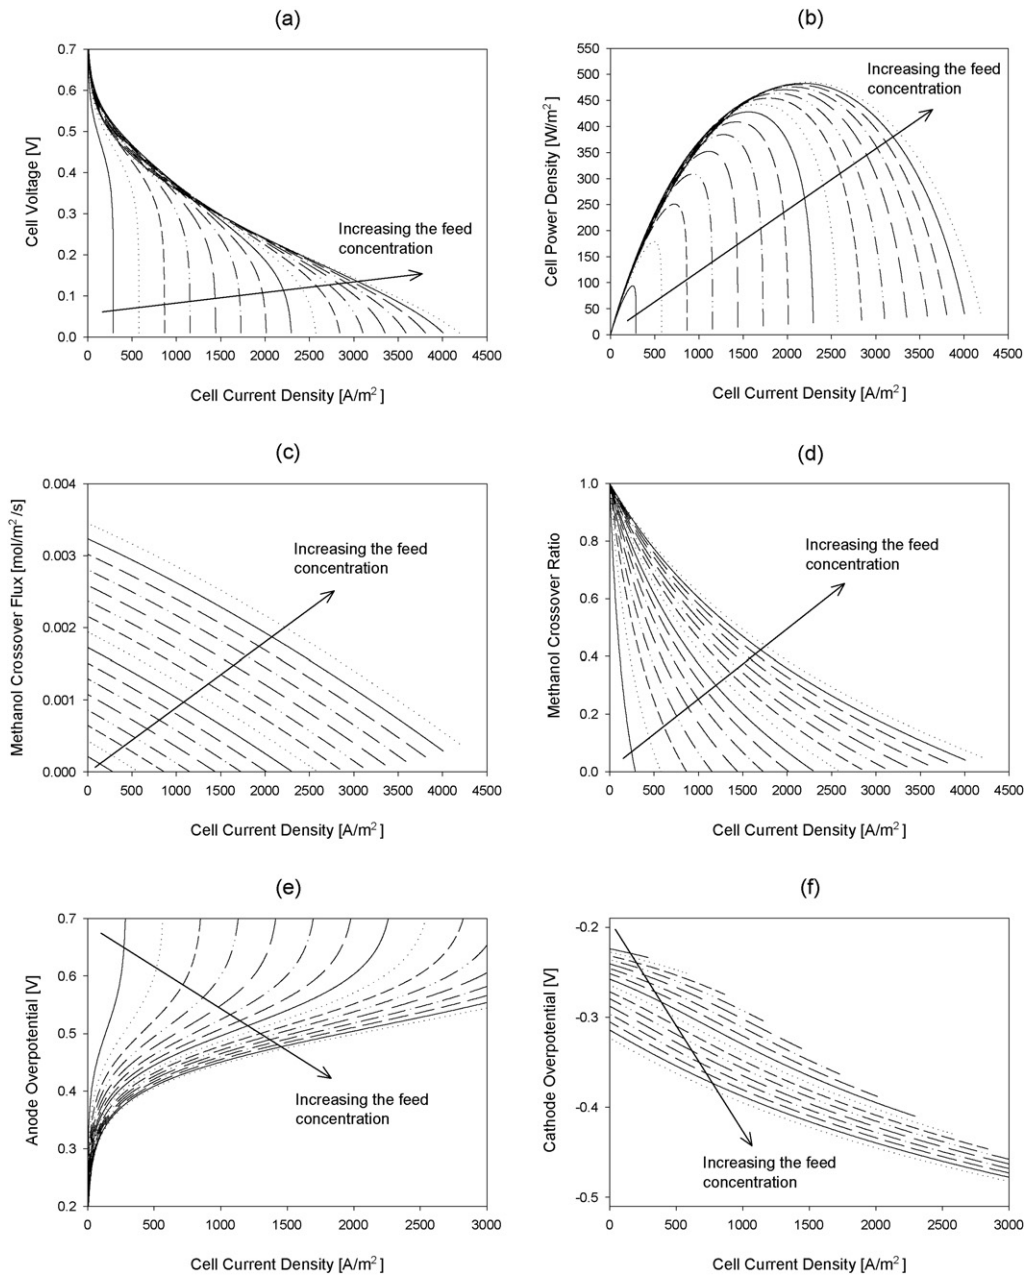 (a)
0.7
0.6
0.5
0.4
0.3
0.2
0.1
0.0
Cell Voltage [V]
Increasing the feed
concentration
0 500 1000 1500 2000 2500 3000 3500 4000 4500
Cell Current Density [A/m²]
(b)
550
500
450
400
350
300
250
200
150
100
50
0
Cell Power Density [W/m²]
Increasing the feed
concentration
0 500 1000 1500 2000 2500 3000 3500 4000 4500
Cell Current Density [A/m²]
(c)
0.004
0.003
0.002
0.001
0.000
Methanol Crossover Flux [mol/m²/s]
Increasing the feed
concentration
0 500 1000 1500 2000 2500 3000 3500 4000 4500
Cell Current Density [A/m²]
(d)
1.0
0.8
0.6
0.4
0.2
0.0
Methanol Crossover Ratio
Increasing the feed
concentration
0 500 1000 1500 2000 2500 3000 3500 4000 4500
Cell Current Density [A/m²]
(e)
0.7
0.6
0.5
0.4
0.3
0.2
Anode Overpotential [V]
Increasing the feed
concentration
0 500 1000 1500 2000 2500 3000
Cell Current Density [A/m²]
(f)
-0.2
-0.3
-0.4
-0.5
Cathode Overpotential [V]
Increasing the feed
concentration
0 500 1000 1500 2000 2500 3000
Cell Current Density [A/m²]